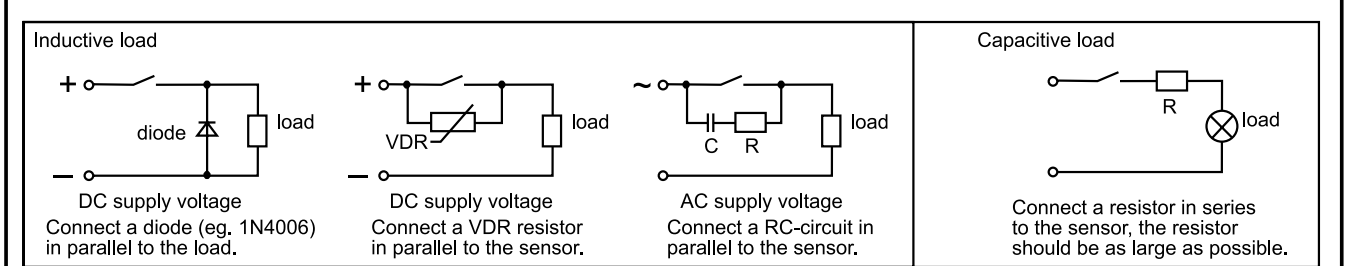 Inductive load
+
diode
load
—
DC supply voltage
Connect a diode (eg. 1N4006)
in parallel to the load.
+
VDR
load
—
DC supply voltage
Connect a VDR resistor
in parallel to the sensor.
~
C
R
load
AC supply voltage
Connect a RC-circuit in
parallel to the sensor.
Capacitive load
R
load
Connect a resistor in series
to the sensor, the resistor
should be as large as possible.